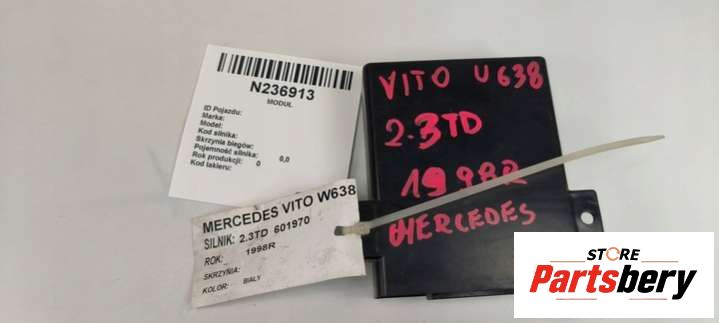 N236913
MODUŁ
ID Pojazdu:
Marka:
Model:
Kod silnika:
Skrzynia biegów:
Pojemność silnika: 0,0
Rok produkcji: 0
Kod lakieru:
MERCEDES VITO W638
SILNIK: 2.3TD 601970
ROK: 1998R
SKRZYNIA:
KOLOR: BIAŁY
VITO W638
2.3TD
1998R
MERCEDES
STORE
Partsbery